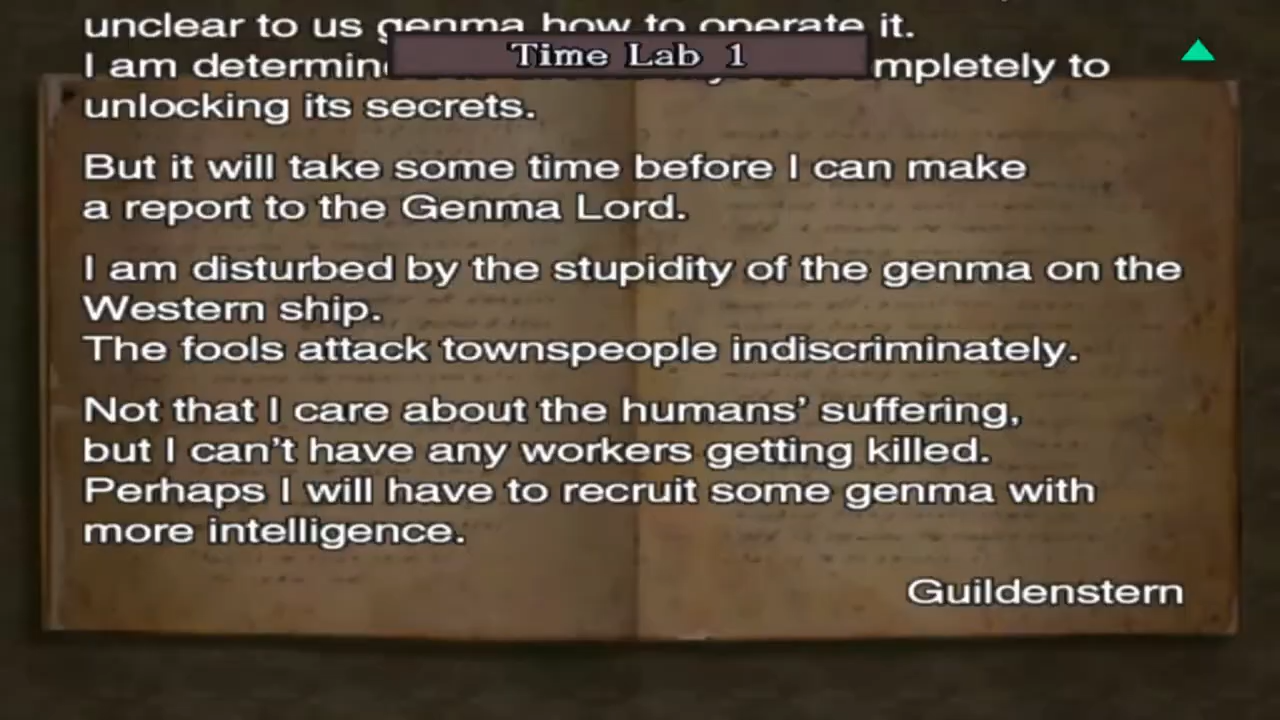 unclear to us genma how to operate it.
Time Lab 1
I am determin mpletely to
unlocking its secrets.
But it will take some time before I can make
a report to the Genma Lord.
I am disturbed by the stupidity of the genma on the
Western ship.
The fools attack townspeople indiscriminately.
Not that I care about the humans' suffering,
but I can't have any workers getting killed.
Perhaps I will have to recruit some genma with
more intelligence.
Guildenstern